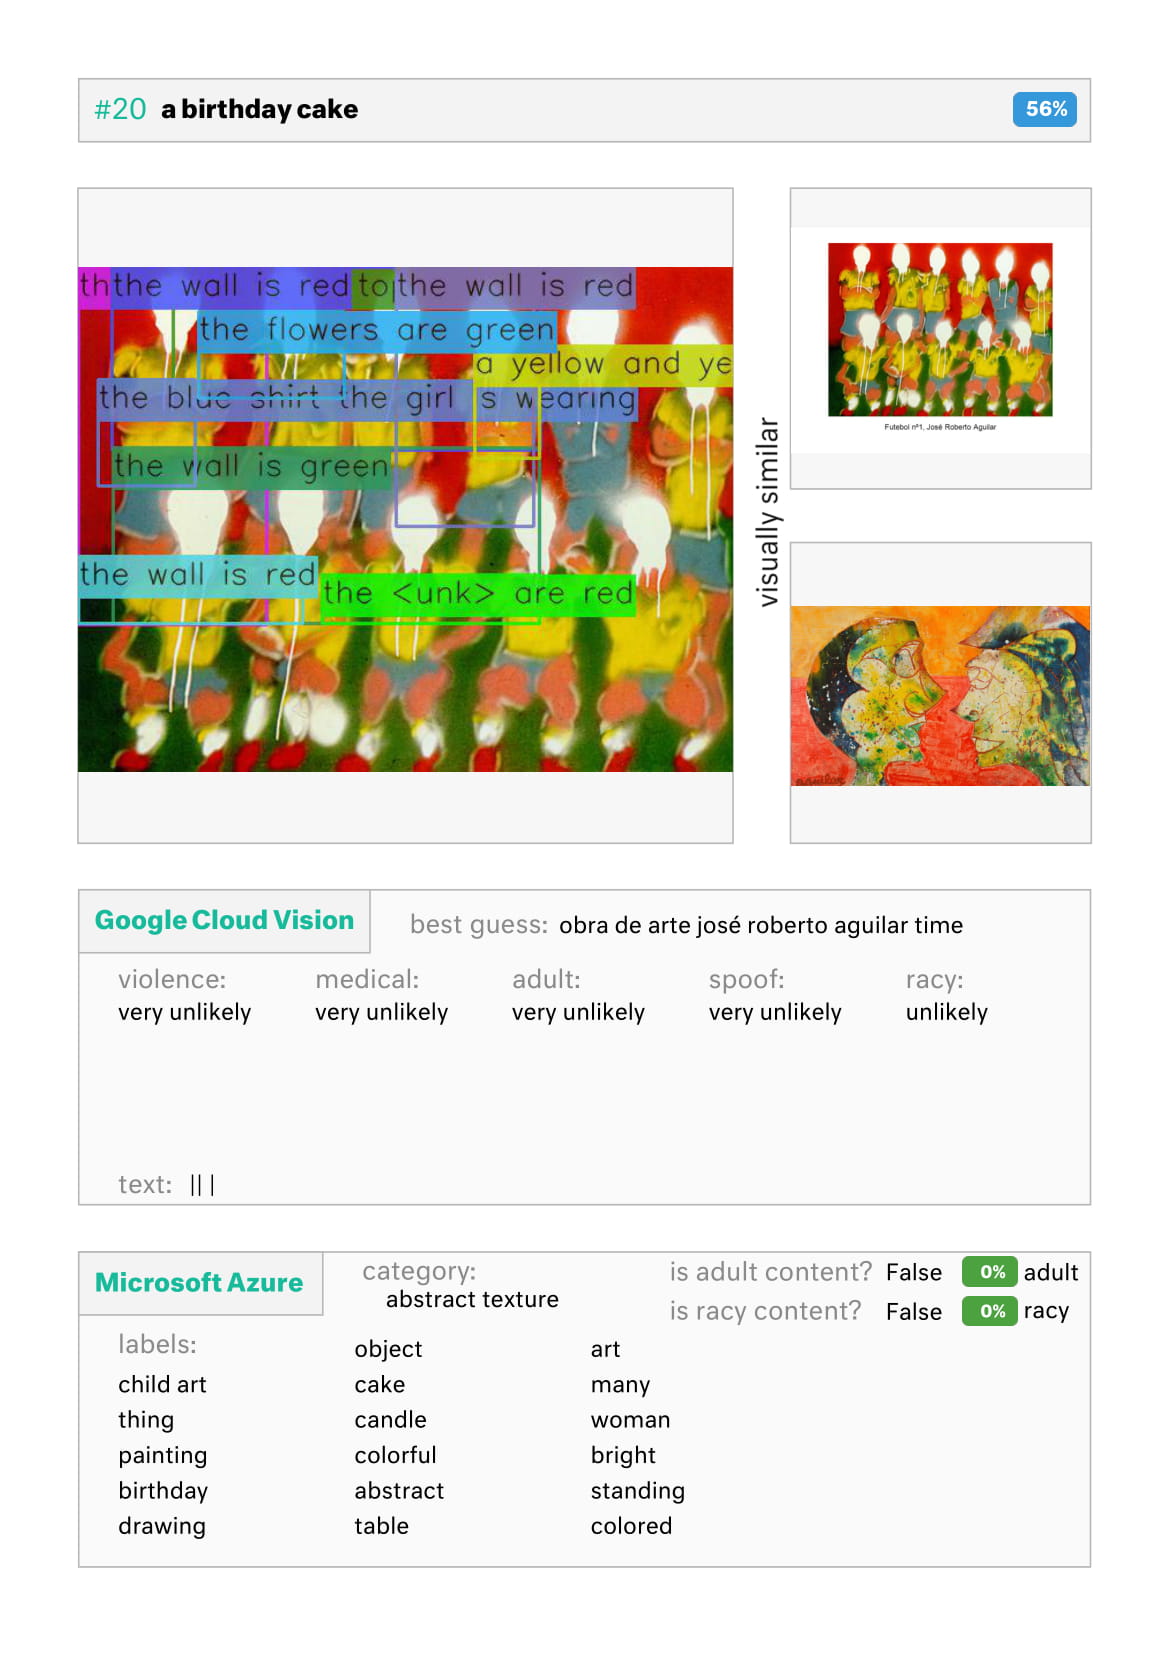 #20 a birthday cake 56%
th the wall is red to the wall is red
the flowers are green
a yellow and ye
the blue shirt the girl is wearing
the wall is green
the wall is red
the <unk> are red
visually similar
Futebol nº1, José Roberto Aguilar
Google Cloud Vision
best guess: obra de arte josé roberto aguilar time
violence: medical: adult: spoof: racy:
very unlikely very unlikely very unlikely very unlikely unlikely
text: || |
Microsoft Azure
category:
abstract texture
is adult content? False 0% adult
is racy content? False 0% racy
labels:
child art
thing
painting
birthday
drawing
object
cake
candle
colorful
abstract
table
art
many
woman
bright
standing
colored